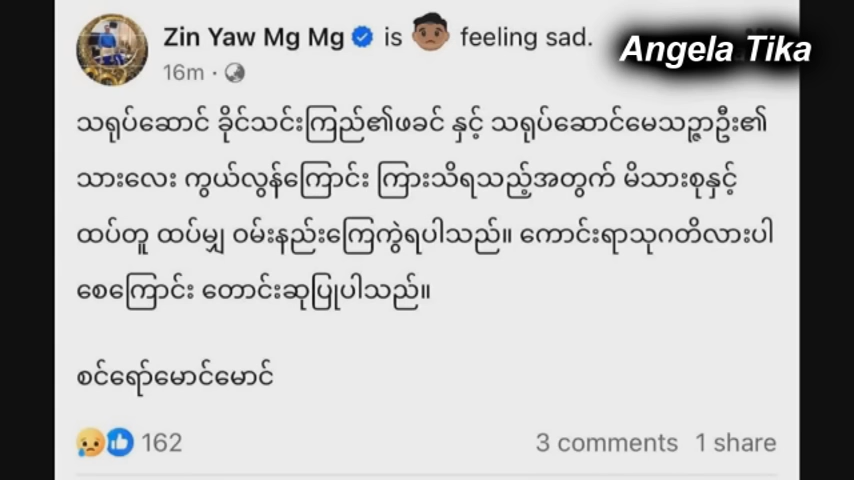 Zin Yaw Mg Mg is feeling sad.
Angela Tika
16m ·
သရုပ်ဆောင် ခိုင်သင်းကြည်၏ဖခင် နှင့် သရုပ်ဆောင်မေသဉ္ဇာဦး၏
သားလေး ကွယ်လွန်ကြောင်း ကြားသိရသည့်အတွက် မိသားစုနှင့်
ထပ်တူ ထပ်မျှ ဝမ်းနည်းကြေကွဲရပါသည်။ ကောင်းရာသုဂတိလားပါ
စေကြောင်း တောင်းဆုပြုပါသည်။
စင်ရော်မောင်မောင်
162
3 comments 1 share